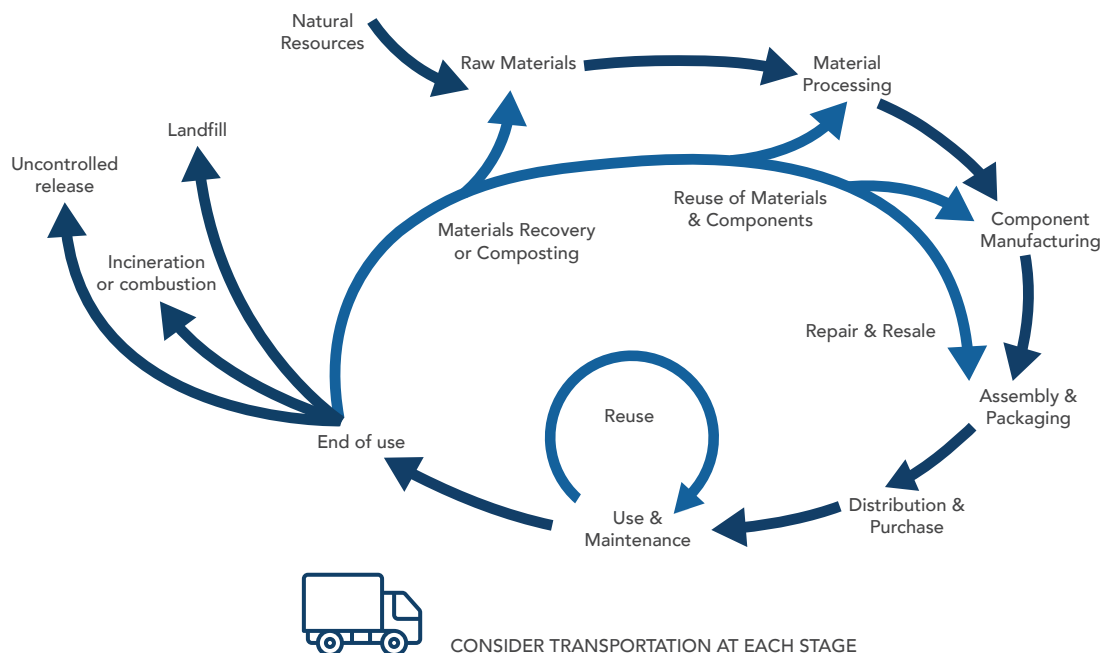 Natural
Resources
Raw Materials
Material
Processing
Landfill
Uncontrolled
release
Incineration
or combustion
Materials Recovery
or Composting
Reuse of Materials
& Components
Component
Manufacturing
Repair & Resale
Assembly &
Packaging
Reuse
End of use
Distribution &
Purchase
Use &
Maintenance
CONSIDER TRANSPORTATION AT EACH STAGE